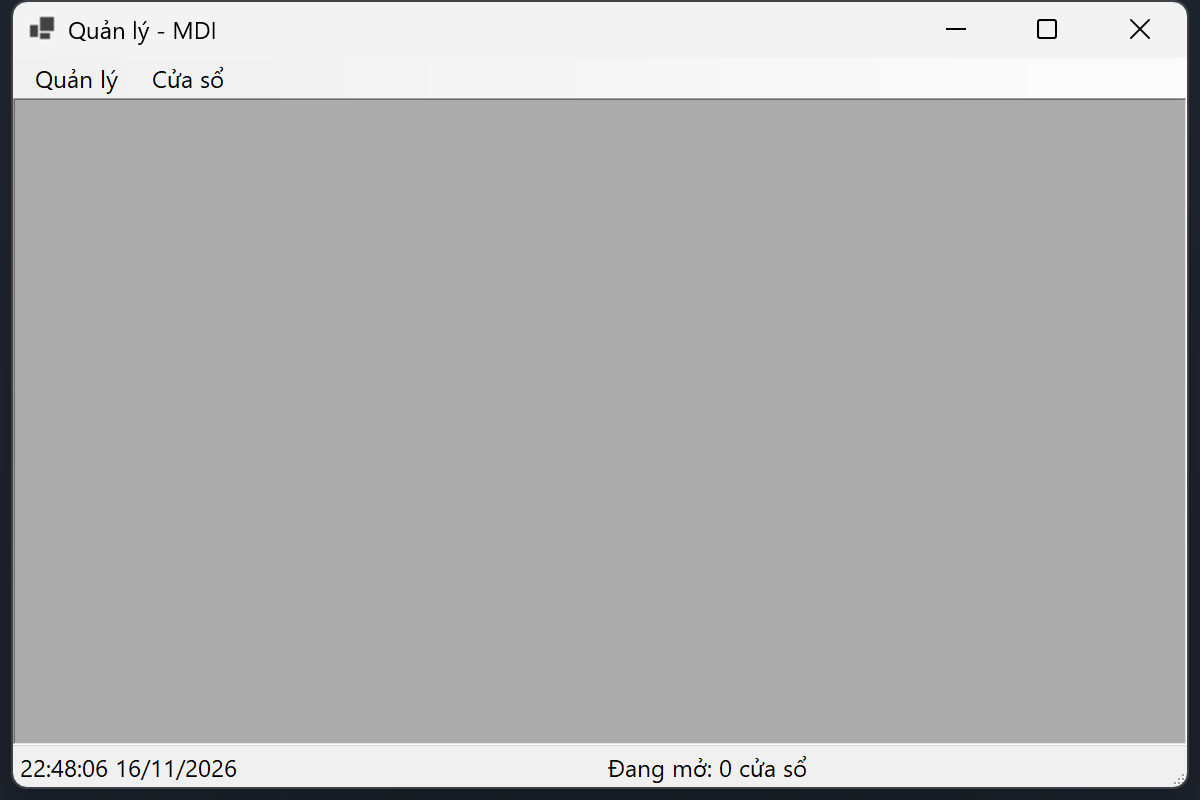 Quản lý - MDI
Quản lý Cửa sổ
22:48:06 16/11/2026 Đang mở: 0 cửa sổ